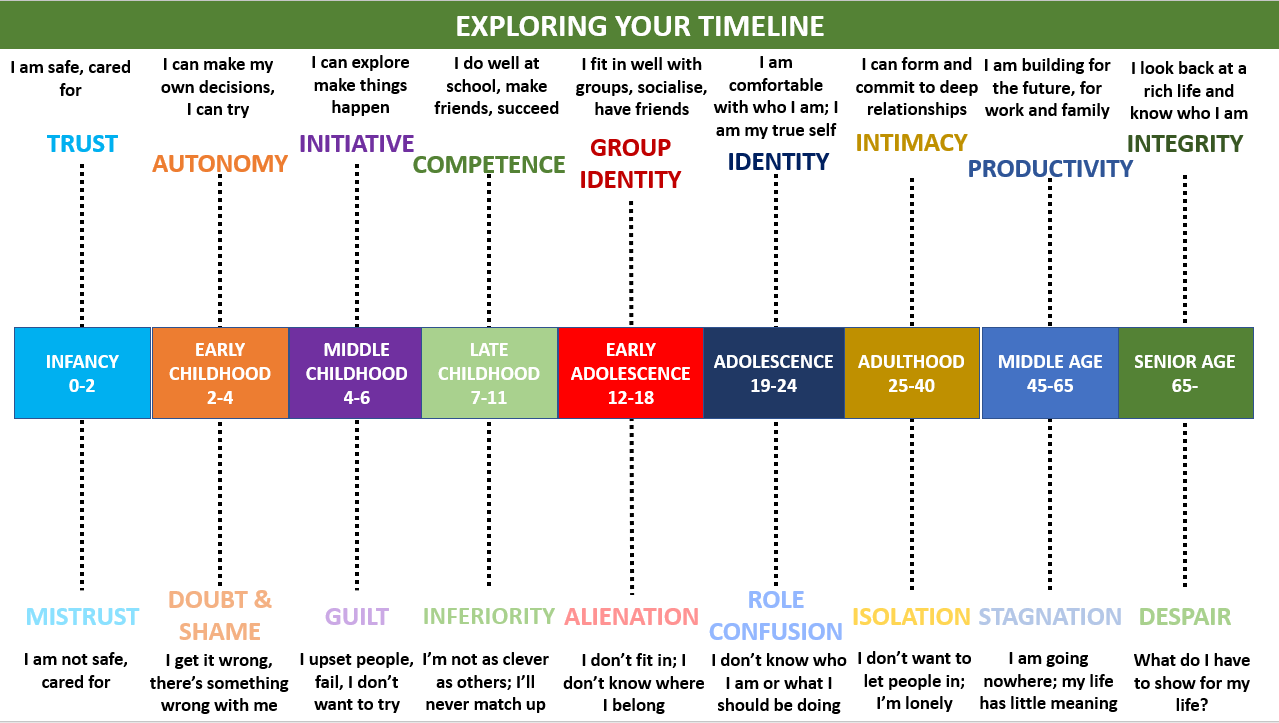 EXPLORING YOUR TIMELINE
I am safe, cared
for
TRUST
I can make my
own decisions,
I can try
AUTONOMY
I can explore
make things
happen
INITIATIVE
I do well at
school, make
friends, succeed
COMPETENCE
I fit in well with
groups, socialise,
have friends
GROUP
IDENTITY
I am
comfortable
with who I am; I
am my true self
IDENTITY
I can form and
commit to deep
relationships
INTIMACY
I am building for
the future, for
work and family
PRODUCTIVITY
I look back at a
rich life and
know who I am
INTEGRITY
INFANCY
0-2
EARLY
CHILDHOOD
2-4
MIDDLE
CHILDHOOD
4-6
LATE
CHILDHOOD
7-11
EARLY
ADOLESCENCE
12-18
ADOLESCENCE
19-24
ADULTHOOD
25-40
MIDDLE AGE
45-65
SENIOR AGE
65-
MISTRUST
I am not safe,
cared for
DOUBT &
SHAME
I get it wrong,
there's something
wrong with me
GUILT
I upset people,
fail, I don't
want to try
INFERIORITY
I'm not as clever
as others; I'll
never match up
ALIENATION
I don't fit in; I
don't know where
I belong
ROLE
CONFUSION
I don't know who
I am or what I
should be doing
ISOLATION
I don't want to
let people in;
I'm lonely
STAGNATION
I am going
nowhere; my life
has little meaning
DESPAIR
What do I have
to show for my
life?